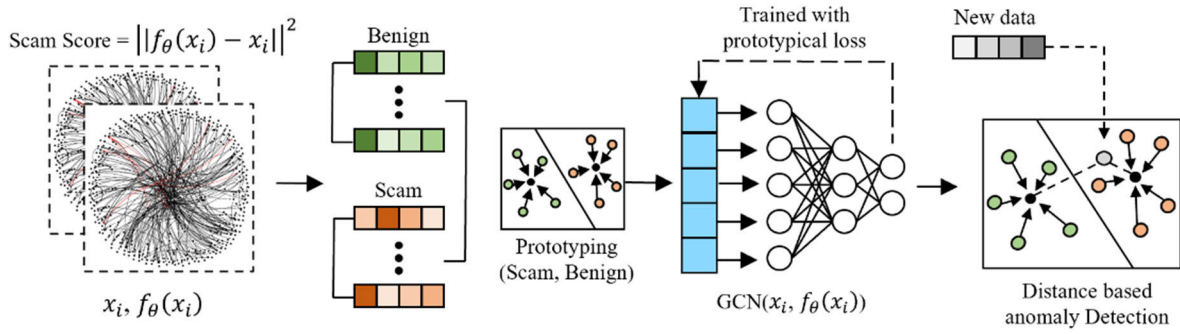 Scam Score = ||f_θ(x_i) − x_i||^2
x_i, f_θ(x_i)
Benign
Scam
Prototyping
(Scam, Benign)
Trained with
prototypical loss
GCN(x_i, f_θ(x_i))
New data
Distance based
anomaly Detection